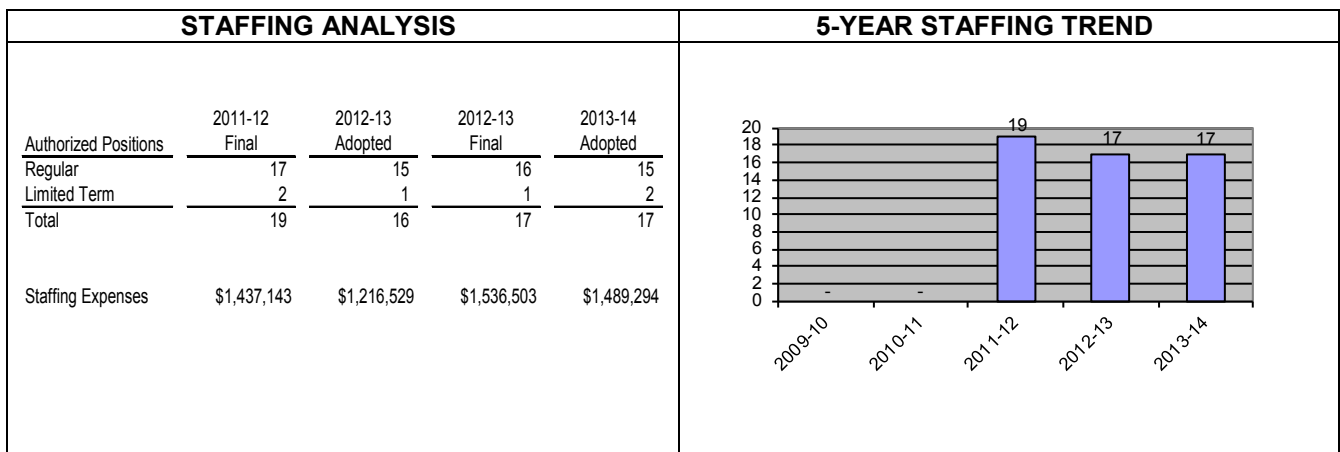 STAFFING ANALYSIS
2011-12 2012-13 2012-13 2013-14
Authorized Positions Final Adopted Final Adopted
Regular 17 15 16 15
Limited Term 2 1 1 2
Total 19 16 17 17
Staffing Expenses $1,437,143 $1,216,529 $1,536,503 $1,489,294
5-YEAR STAFFING TREND
20
18
16
14
12
10
8
6
4
2
0
- - 19 17 17
2009-10 2010-11 2011-12 2012-13 2013-14